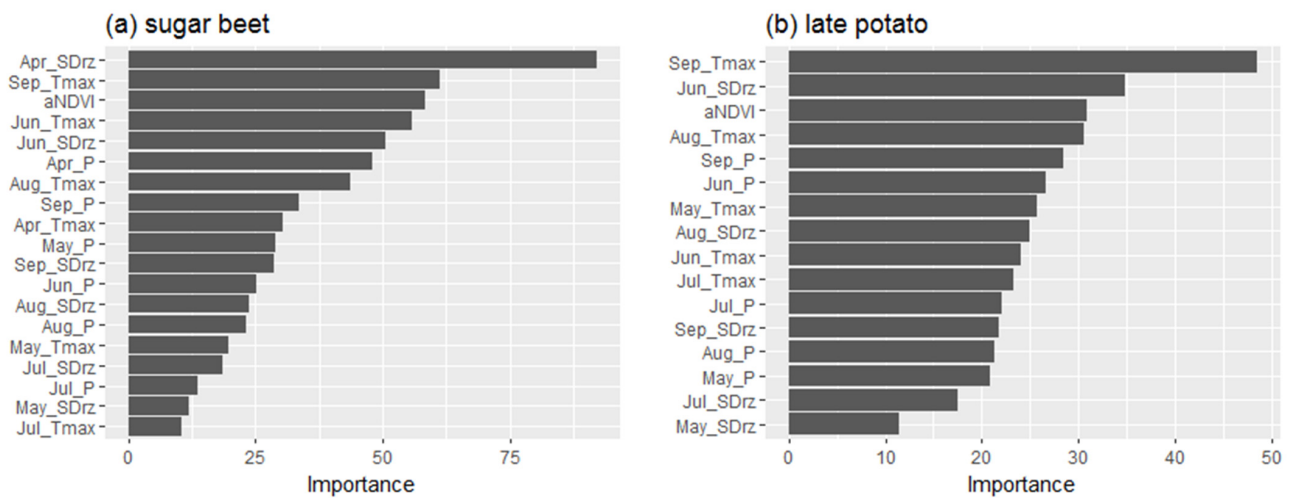 (a) sugar beet
Apr_SDrz
Sep_Tmax
aNDVI
Jun_Tmax
Jun_SDrz
Apr_P
Aug_Tmax
Sep_P
Apr_Tmax
May_P
Sep_SDrz
Jun_P
Aug_SDrz
Aug_P
May_Tmax
Jul_SDrz
Jul_P
May_SDrz
Jul_Tmax
0 25 50 75
Importance
(b) late potato
Sep_Tmax
Jun_SDrz
aNDVI
Aug_Tmax
Sep_P
Jun_P
May_Tmax
Aug_SDrz
Jun_Tmax
Jul_Tmax
Jul_P
Sep_SDrz
Aug_P
May_P
Jul_SDrz
May_SDrz
0 10 20 30 40 50
Importance